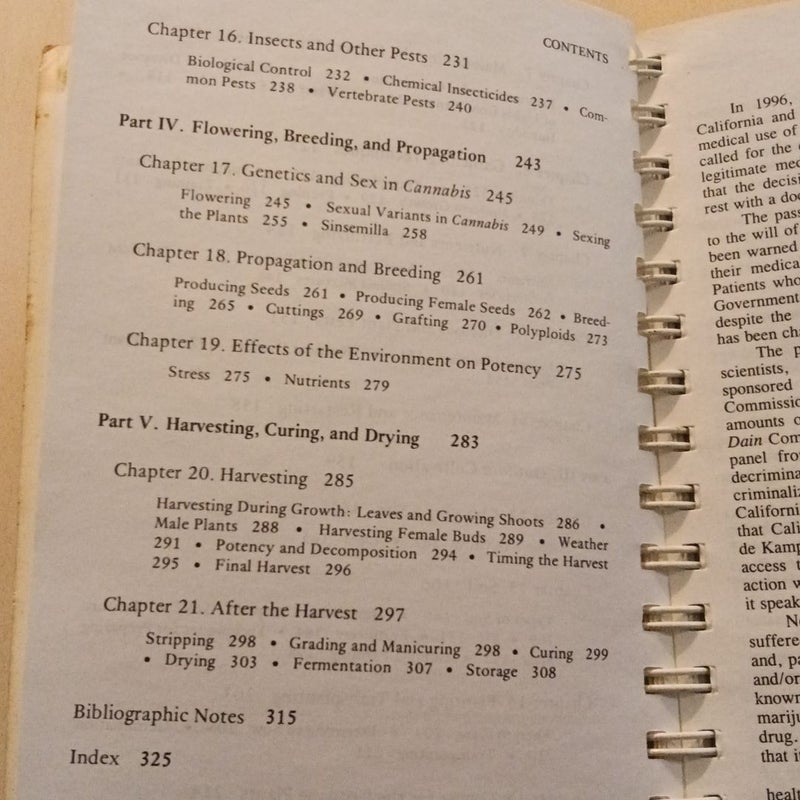 CONTENTS
Chapter 16. Insects and Other Pests 231
Biological Control 232 • Chemical Insecticides 237 • Com-
mon Pests 238 • Vertebrate Pests 240
Part IV. Flowering, Breeding, and Propagation 243
Chapter 17. Genetics and Sex in Cannabis 245
Flowering 245 • Sexual Variants in Cannabis 249 • Sexing
the Plants 255 • Sinsemilla 258
Chapter 18. Propagation and Breeding 261
Producing Seeds 261 • Producing Female Seeds 262 • Breed-
ing 265 • Cuttings 269 • Grafting 270 • Polyploids 273
Chapter 19. Effects of the Environment on Potency 275
Stress 275 • Nutrients 279
Part V. Harvesting, Curing, and Drying 283
Chapter 20. Harvesting 285
Harvesting During Growth: Leaves and Growing Shoots 286 •
Male Plants 288 • Harvesting Female Buds 289 • Weather
291 • Potency and Decomposition 294 • Timing the Harvest
295 • Final Harvest 296
Chapter 21. After the Harvest 297
Stripping 298 • Grading and Manicuring 298 • Curing 299
• Drying 303 • Fermentation 307 • Storage 308
Bibliographic Notes 315
Index 325
In 1996,
California and
medical use of
called for the
legitimate med
that the decisi
rest with a do
The pass
to the will of
been warned
their medica
Patients who
Government
despite the
has been ch
The p
scientists,
sponsored
Commissio
amounts o
Dain Com
panel fro
decrimina
criminaliz
Californi
that Cali
de Kamp
access t
action w
it speak
N
suffere
and, pa
and/or
known
mariju
drug.
that i
heal